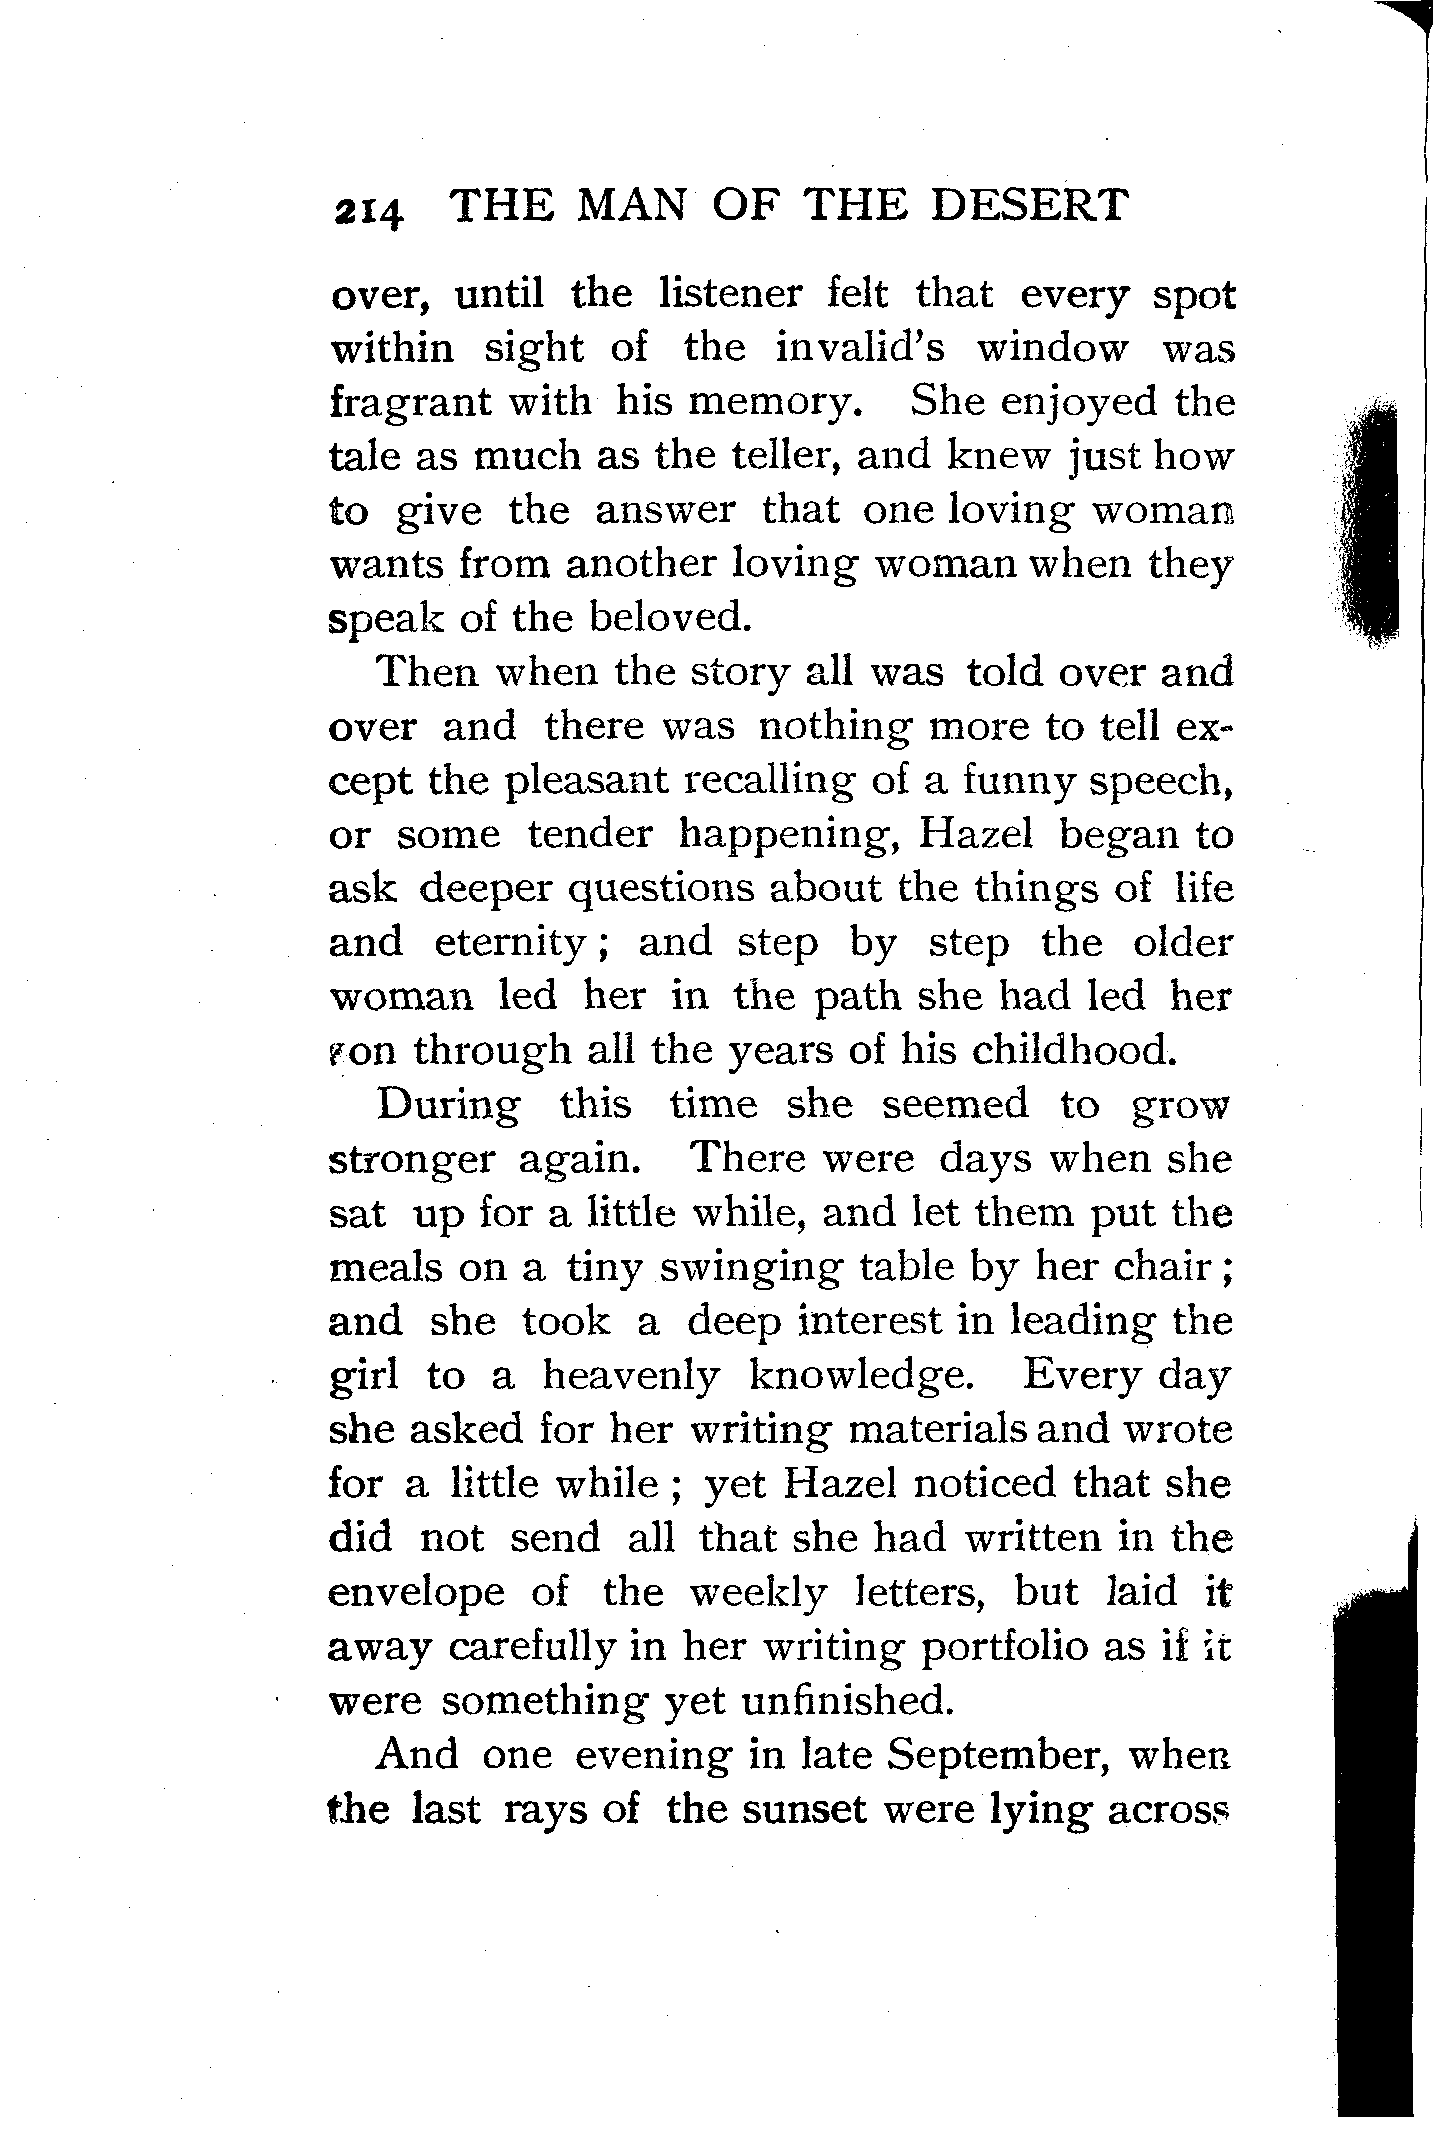 214 THE MAN OF THE DESERT
over, until the listener felt that every spot
within sight of the invalid's window was
fragrant with his memory. She enjoyed the
tale as much as the teller, and knew just how
to give the answer that one loving woman
wants from another loving woman when they
speak of the beloved.
Then when the story all was told over and
over and there was nothing more to tell ex-
cept the pleasant recalling of a funny speech,
or some tender happening, Hazel began to
ask deeper questions about the things of life
and eternity; and step by step the older
woman led her in the path she had led her
son through all the years of his childhood.
During this time she seemed to grow
stronger again. There were days when she
sat up for a little while, and let them put the
meals on a tiny swinging table by her chair;
and she took a deep interest in leading the
girl to a heavenly knowledge. Every day
she asked for her writing materials and wrote
for a little while; yet Hazel noticed that she
did not send all that she had written in the
envelope of the weekly letters, but laid it
away carefully in her writing portfolio as if it
were something yet unfinished.
And one evening in late September, when
the last rays of the sunset were lying across